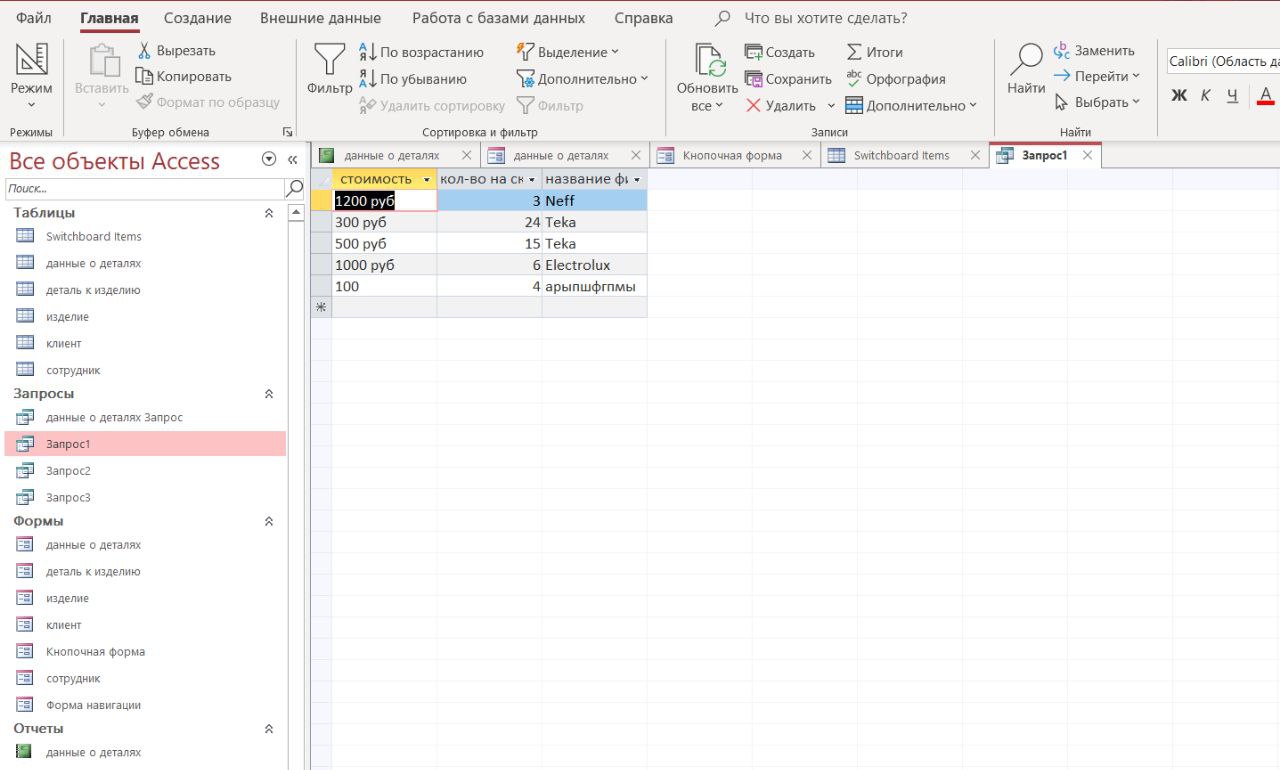 Файл Главная Создание Внешние данные Работа с базами данных Справка Что вы хотите сделать?
Режим
Режимы
Вставить
Вырезать
Копировать
Формат по образцу
Буфер обмена
Фильтр
По возрастанию
По убыванию
Удалить сортировку
Выделение
Дополнительно
Фильтр
Сортировка и фильтр
Обновить
все
Создать
Сохранить
Удалить
Итоги
Орфография
Дополнительно
Записи
Найти
Заменить
Перейти
Выбрать
Найти
Calibri (Область да
Ж К Ч А
Все объекты Access
Поиск...
Таблицы
Switchboard Items
данные о деталях
деталь к изделию
изделие
клиент
сотрудник
Запросы
данные о деталях Запрос
Запрос1
Запрос2
Запрос3
Формы
данные о деталях
деталь к изделию
изделие
клиент
Кнопочная форма
сотрудник
Форма навигации
Отчеты
данные о деталях
данные о деталях данные о деталях Кнопочная форма Switchboard Items Запрос1
стоимость кол-во на ск название фи
1200 руб 3 Neff
300 руб 24 Teka
500 руб 15 Teka
1000 руб 6 Electrolux
100 4 арыпшфгпмы